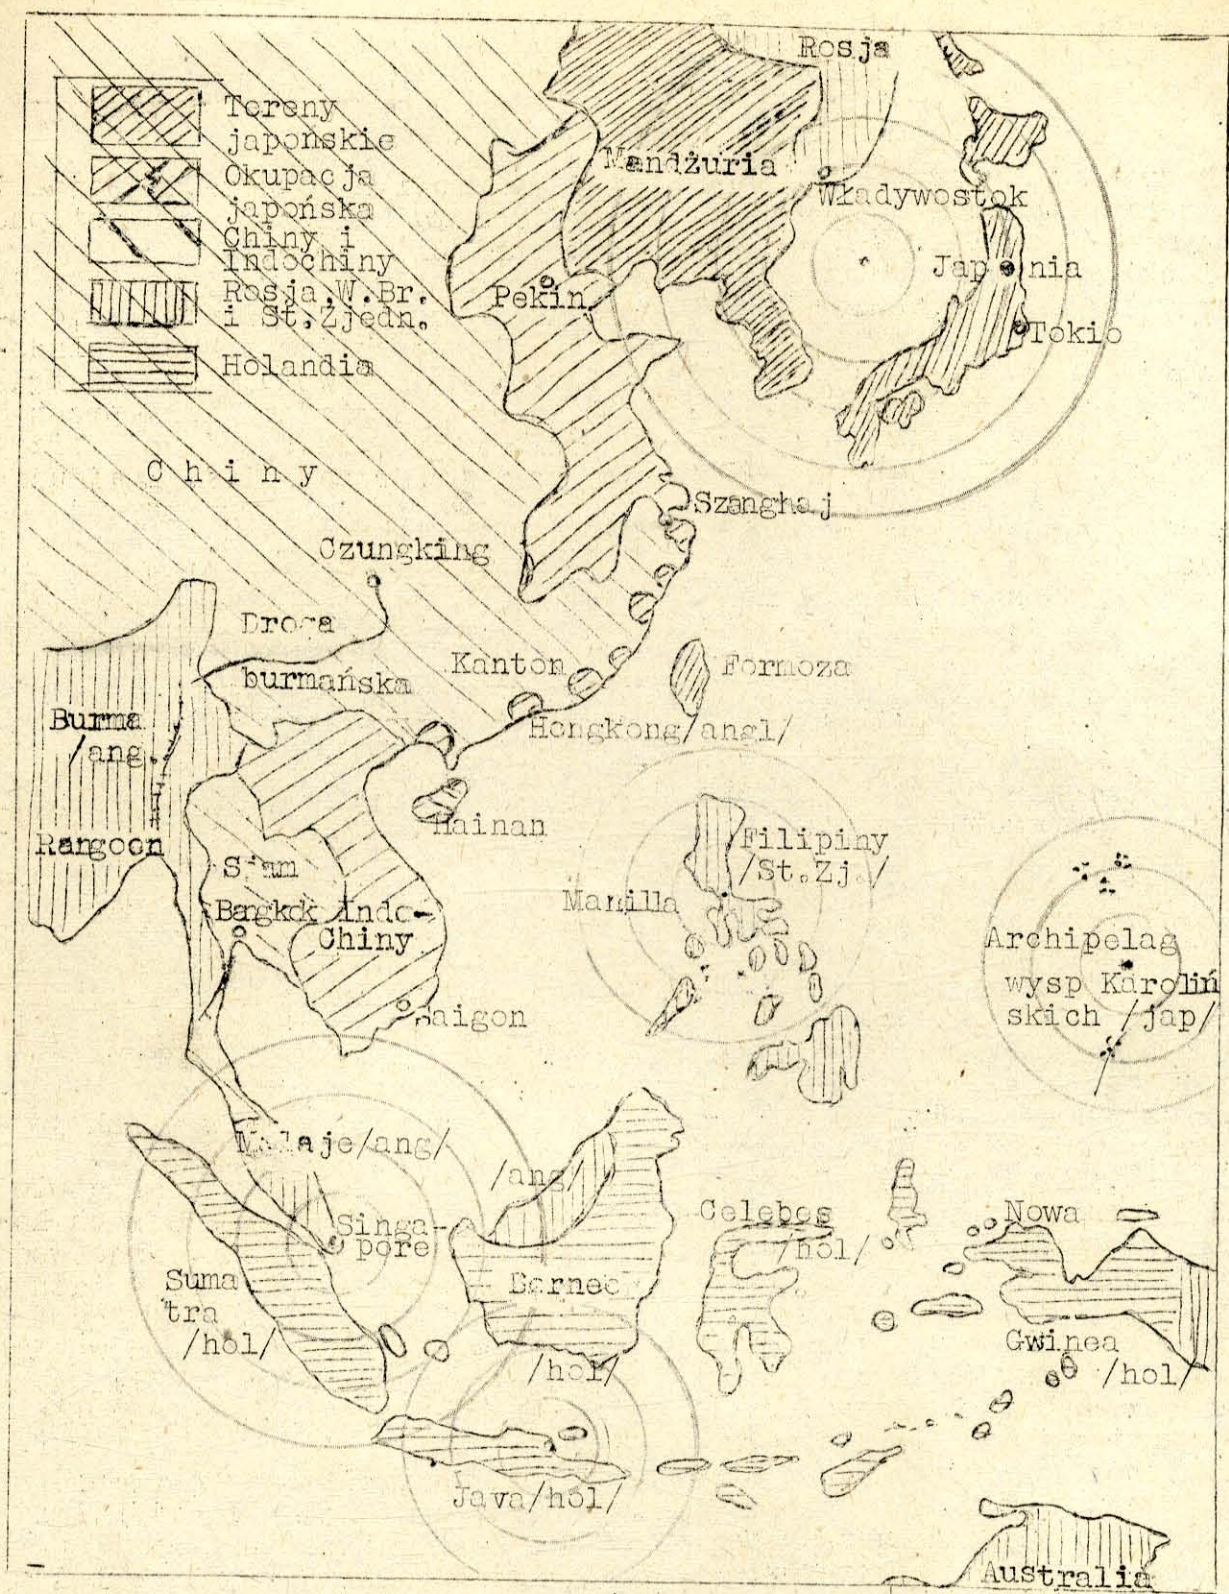 Rosja
Tereny
japońskie
Okupacja
japońska
Chiny i
Indochiny
Rosja,W.Br.
i St.Zjedn.
Holandia
Mandżuria
Władywostok
Japonia
Pekin
Tokio
Chiny
Szanghaj
Czungking
Droga
burmańska
Kanton
Formoza
Burma
/ang.
Hongkong/angl/
Rangoon
Hainan
Filipiny
/St.Zj./
Siam
Manilla
Bangkok
Indo-
Chiny
Archipelag
wysp Karoliń
skich /jap/
Saigon
Malaje/ang/
/ang/
Singa-
pore
Celebes
/hol/
Nowa
Suma
tra
/hol/
Borneo
/hol/
Gwinea
/hol/
Java/hol/
Australia